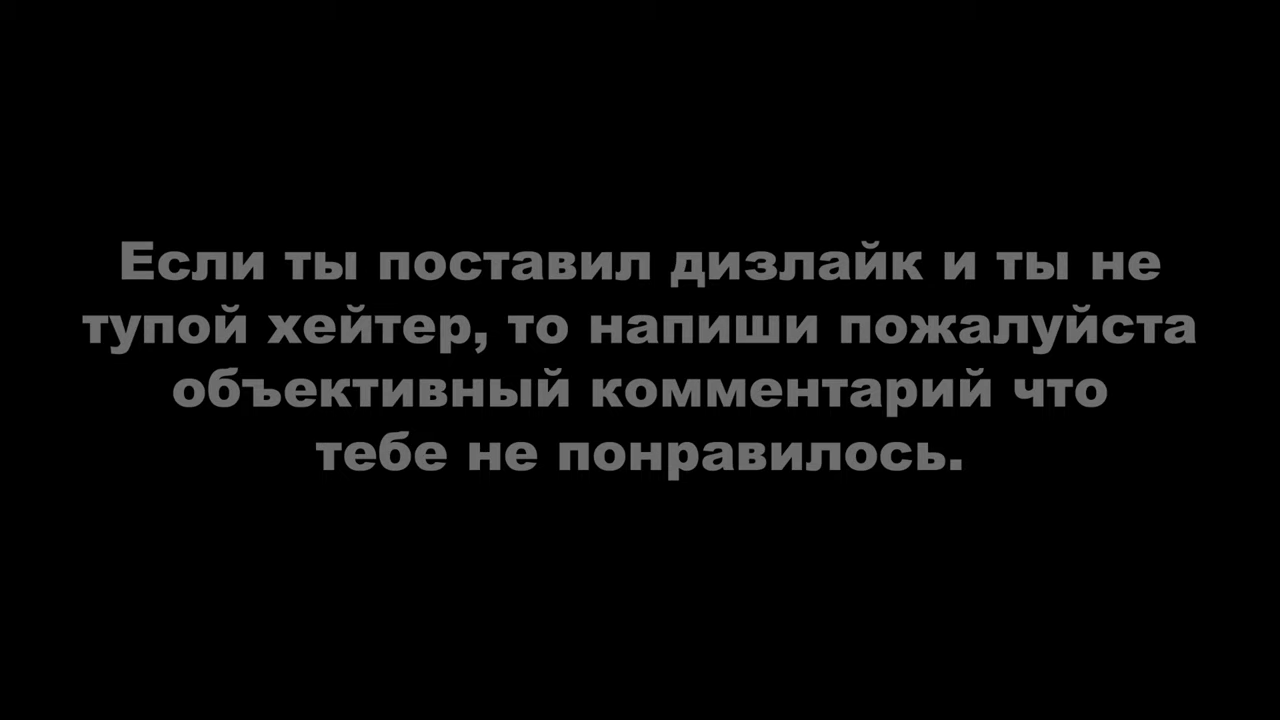 Если ты поставил дизлайк и ты не
тупой хейтер, то напиши пожалуйста
объективный комментарий что
тебе не понравилось.